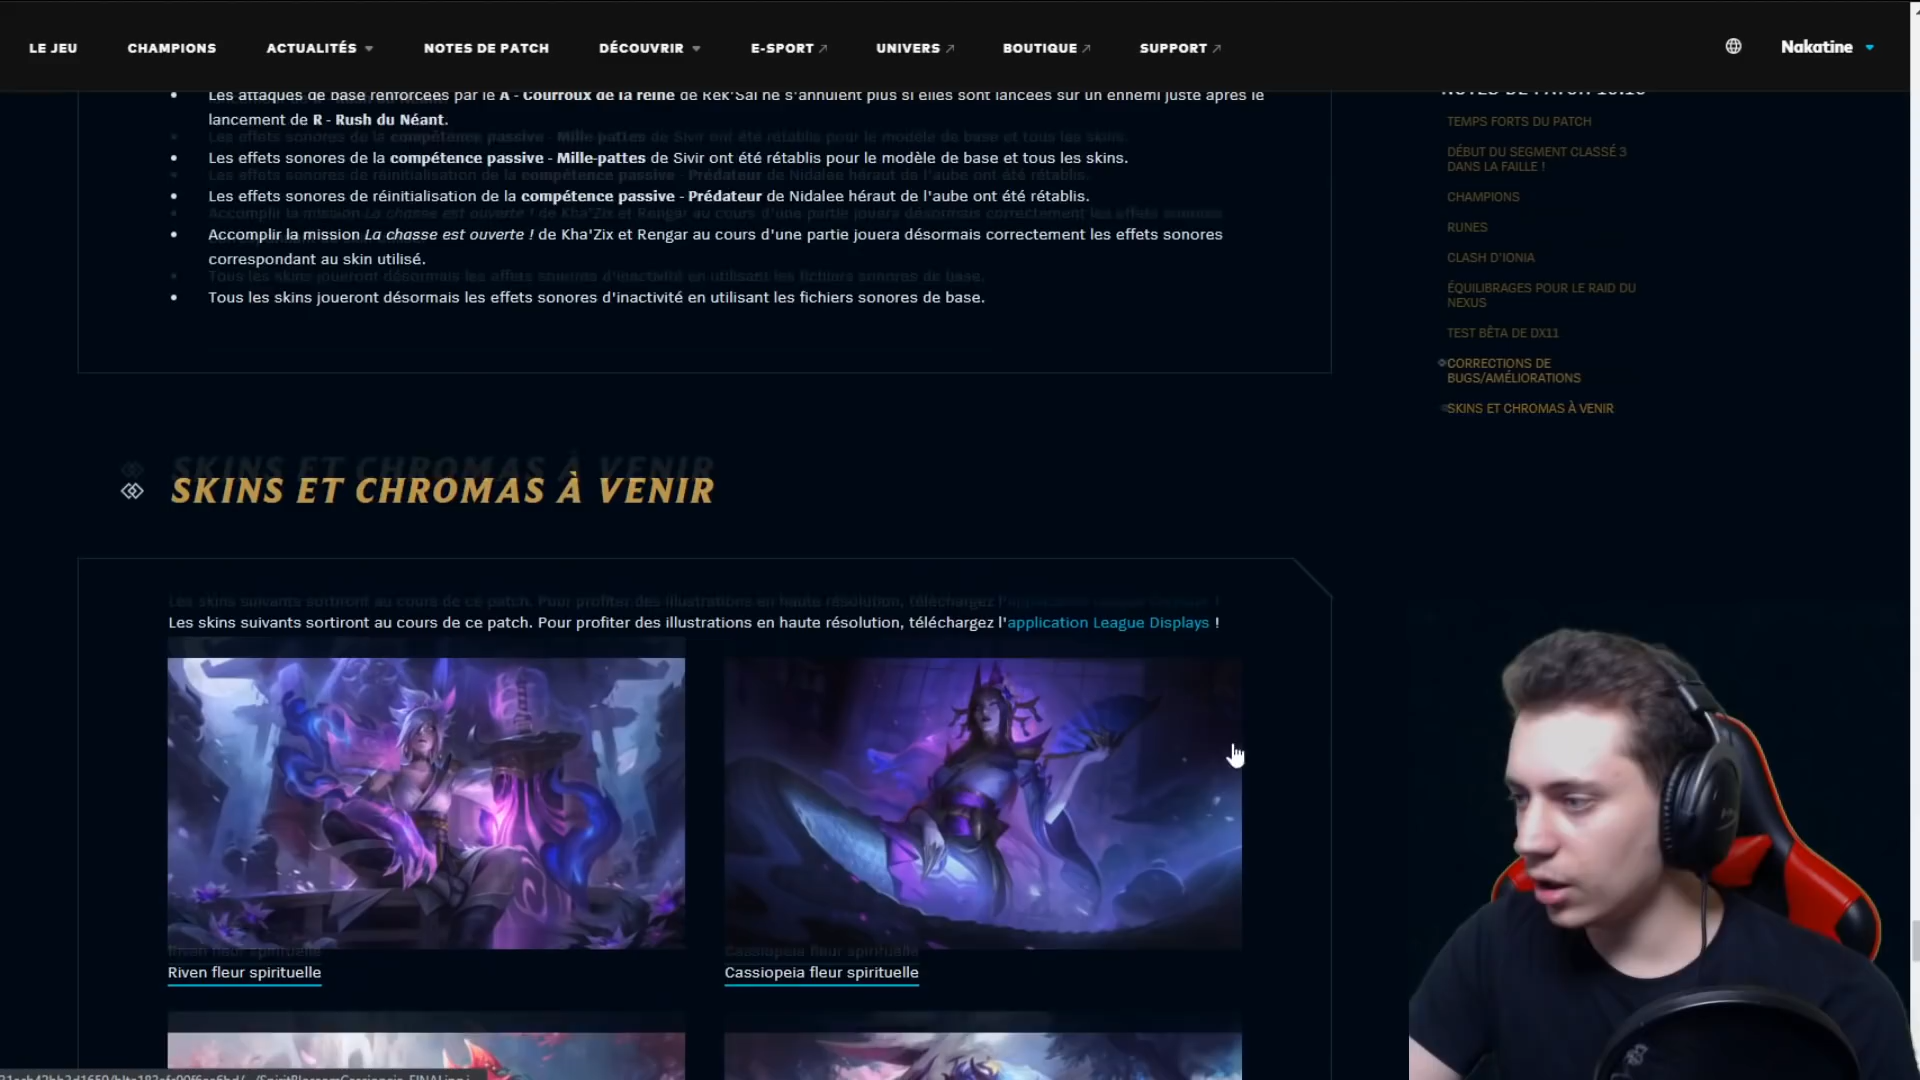 LE JEU CHAMPIONS ACTUALITÉS NOTES DE PATCH DÉCOUVRIR E-SPORT UNIVERS BOUTIQUE SUPPORT Nakatine
Les attaques de base renforcées par le A - Courroux de la reine de Rek'Sai ne s'annulent plus si elles sont lancées sur un ennemi juste après le
lancement de R - Rush du Néant.
Les effets sonores de la compétence passive - Mille-pattes de Sivir ont été rétablis pour le modèle de base et tous les skins.
Les effets sonores de réinitialisation de la compétence passive - Prédateur de Nidalee héraut de l'aube ont été rétablis.
Accomplir la mission La chasse est ouverte ! de Kha'Zix et Rengar au cours d'une partie jouera désormais correctement les effets sonores
correspondant au skin utilisé.
Tous les skins joueront désormais les effets sonores d'inactivité en utilisant les fichiers sonores de base.
NOTES DE PATCH
TEMPS FORTS DU PATCH
DÉBUT DU SEGMENT CLASSÉ 3
DANS LA FAILLE !
CHAMPIONS
RUNES
CLASH D'IONIA
ÉQUILIBRAGES POUR LE RAID DU
NEXUS
TEST BÊTA DE DX11
CORRECTIONS DE
BUGS/AMÉLIORATIONS
SKINS ET CHROMAS À VENIR
SKINS ET CHROMAS À VENIR
Les skins suivants sortiront au cours de ce patch. Pour profiter des illustrations en haute résolution, téléchargez l'application League Displays !
Riven fleur spirituelle
Cassiopeia fleur spirituelle